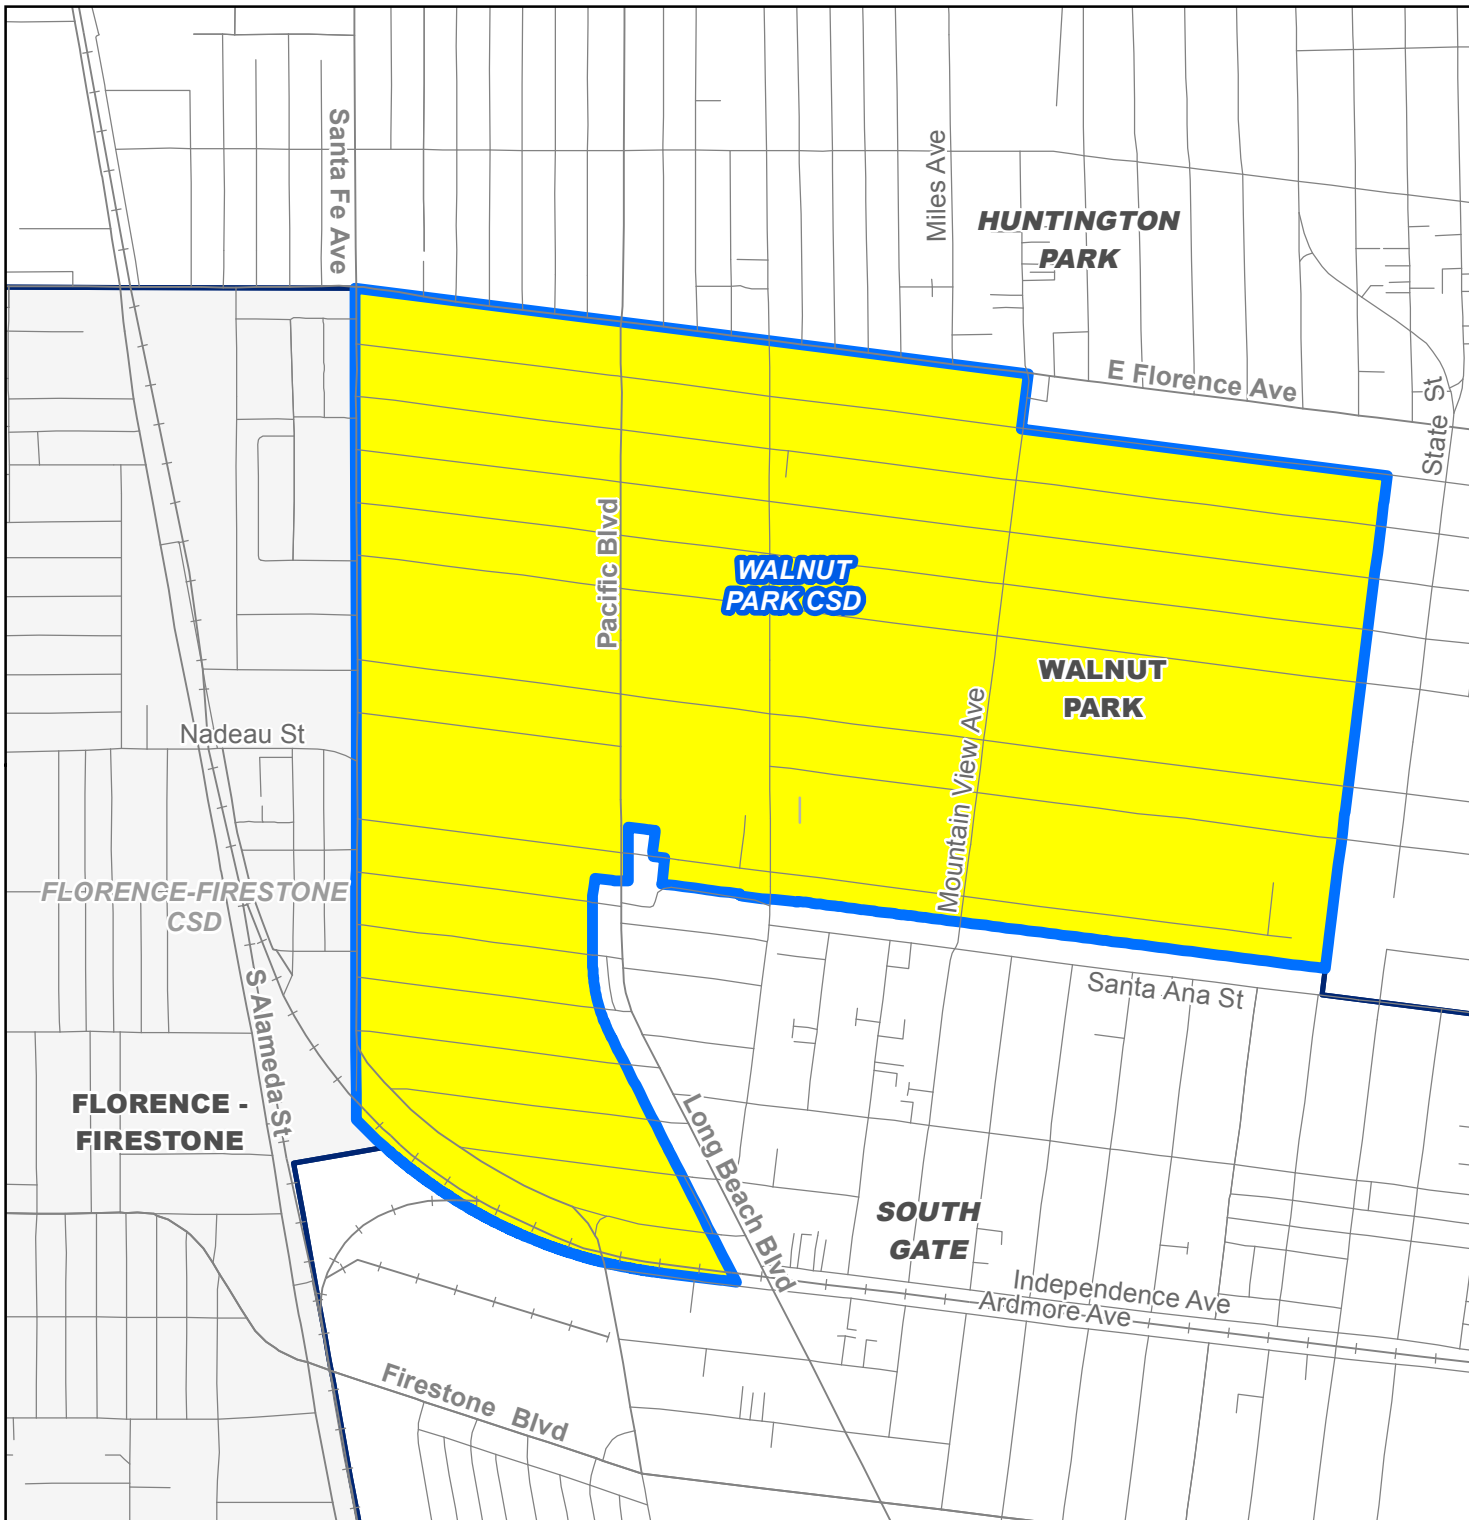 Santa Fe Ave
Miles Ave
HUNTINGTON
PARK
E Florence Ave
State St
Pacific Blvd
WALNUT
PARK CSD
WALNUT
PARK
Mountain View Ave
Nadeau St
FLORENCE-FIRESTONE
CSD
S Alameda St
Santa Ana St
FLORENCE -
FIRESTONE
Long Beach Blvd
SOUTH
GATE
Independence Ave
Ardmore Ave
Firestone Blvd